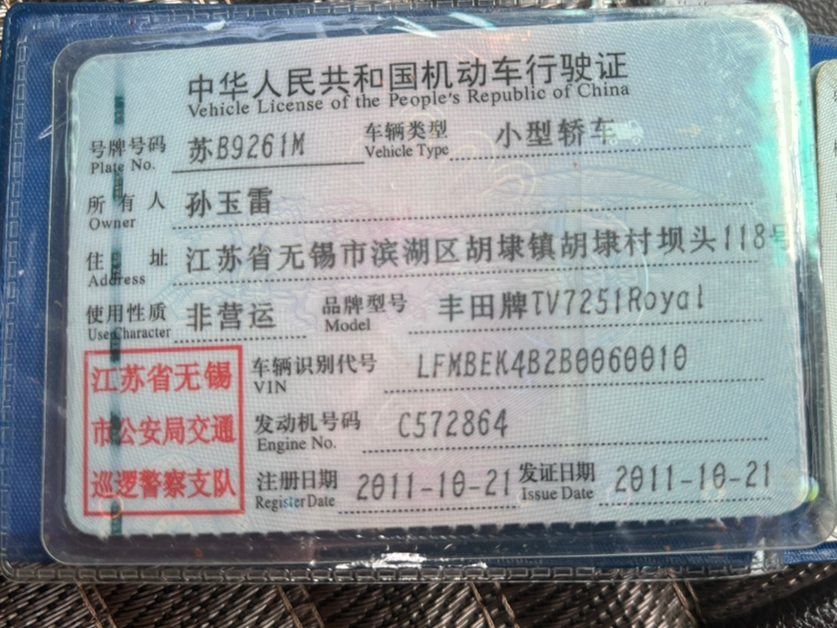 中华人民共和国机动车行驶证
Vehicle License of the People's Republic of China
号牌号码 苏B9261M 车辆类型 小型轿车
Plate No. Vehicle Type
所有人 孙玉雷
Owner
住址 江苏省无锡市滨湖区胡埭镇胡埭村坝头118号
Address
使用性质 非营运 品牌型号 丰田牌TV7251Royal
Use Character Model
江苏省无锡 车辆识别代号 LFMBEK4B2B0060010
VIN
市公安局交通 发动机号码 C572864
Engine No.
巡逻警察支队 注册日期 2011-10-21 发证日期 2011-10-21
Register Date Issue Date